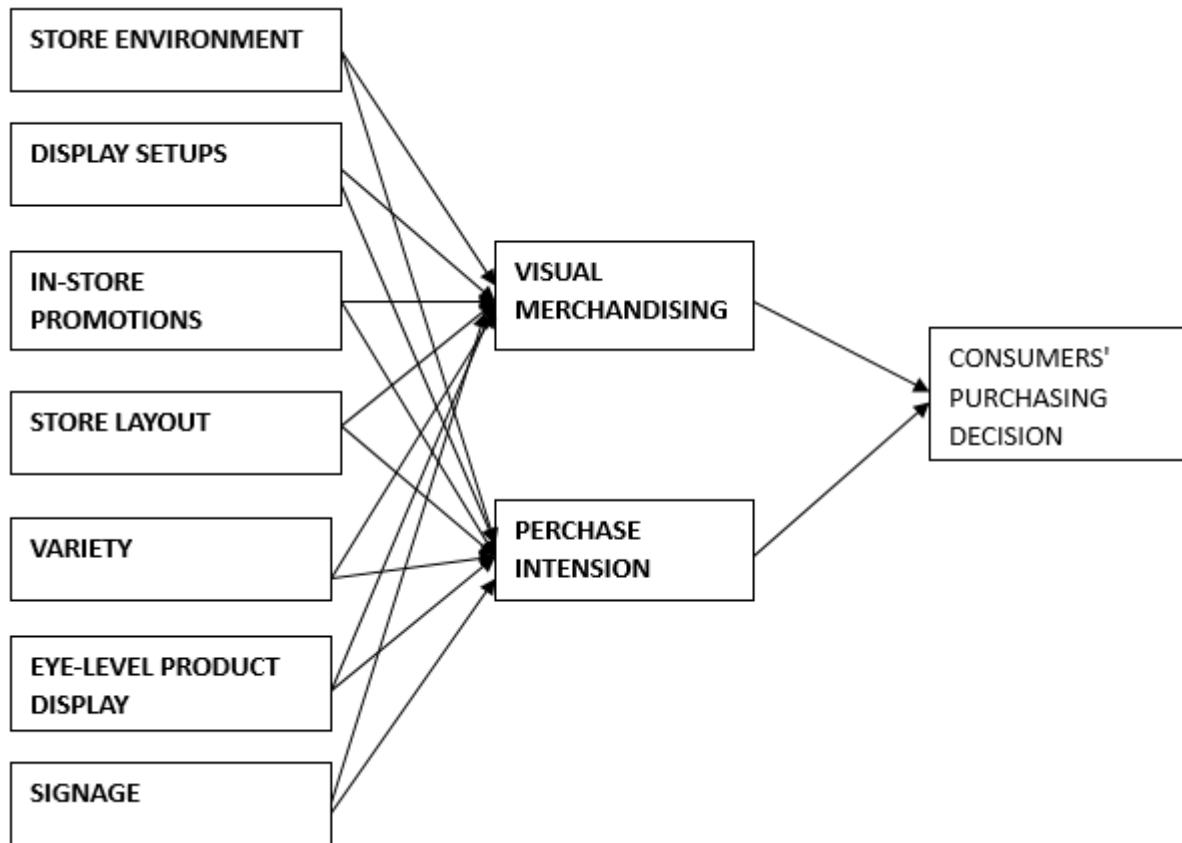 STORE ENVIRONMENT
DISPLAY SETUPS
IN-STORE
PROMOTIONS
STORE LAYOUT
VARIETY
EYE-LEVEL PRODUCT
DISPLAY
SIGNAGE
VISUAL
MERCHANDISING
PERCHASE
INTENSION
CONSUMERS'
PURCHASING
DECISION